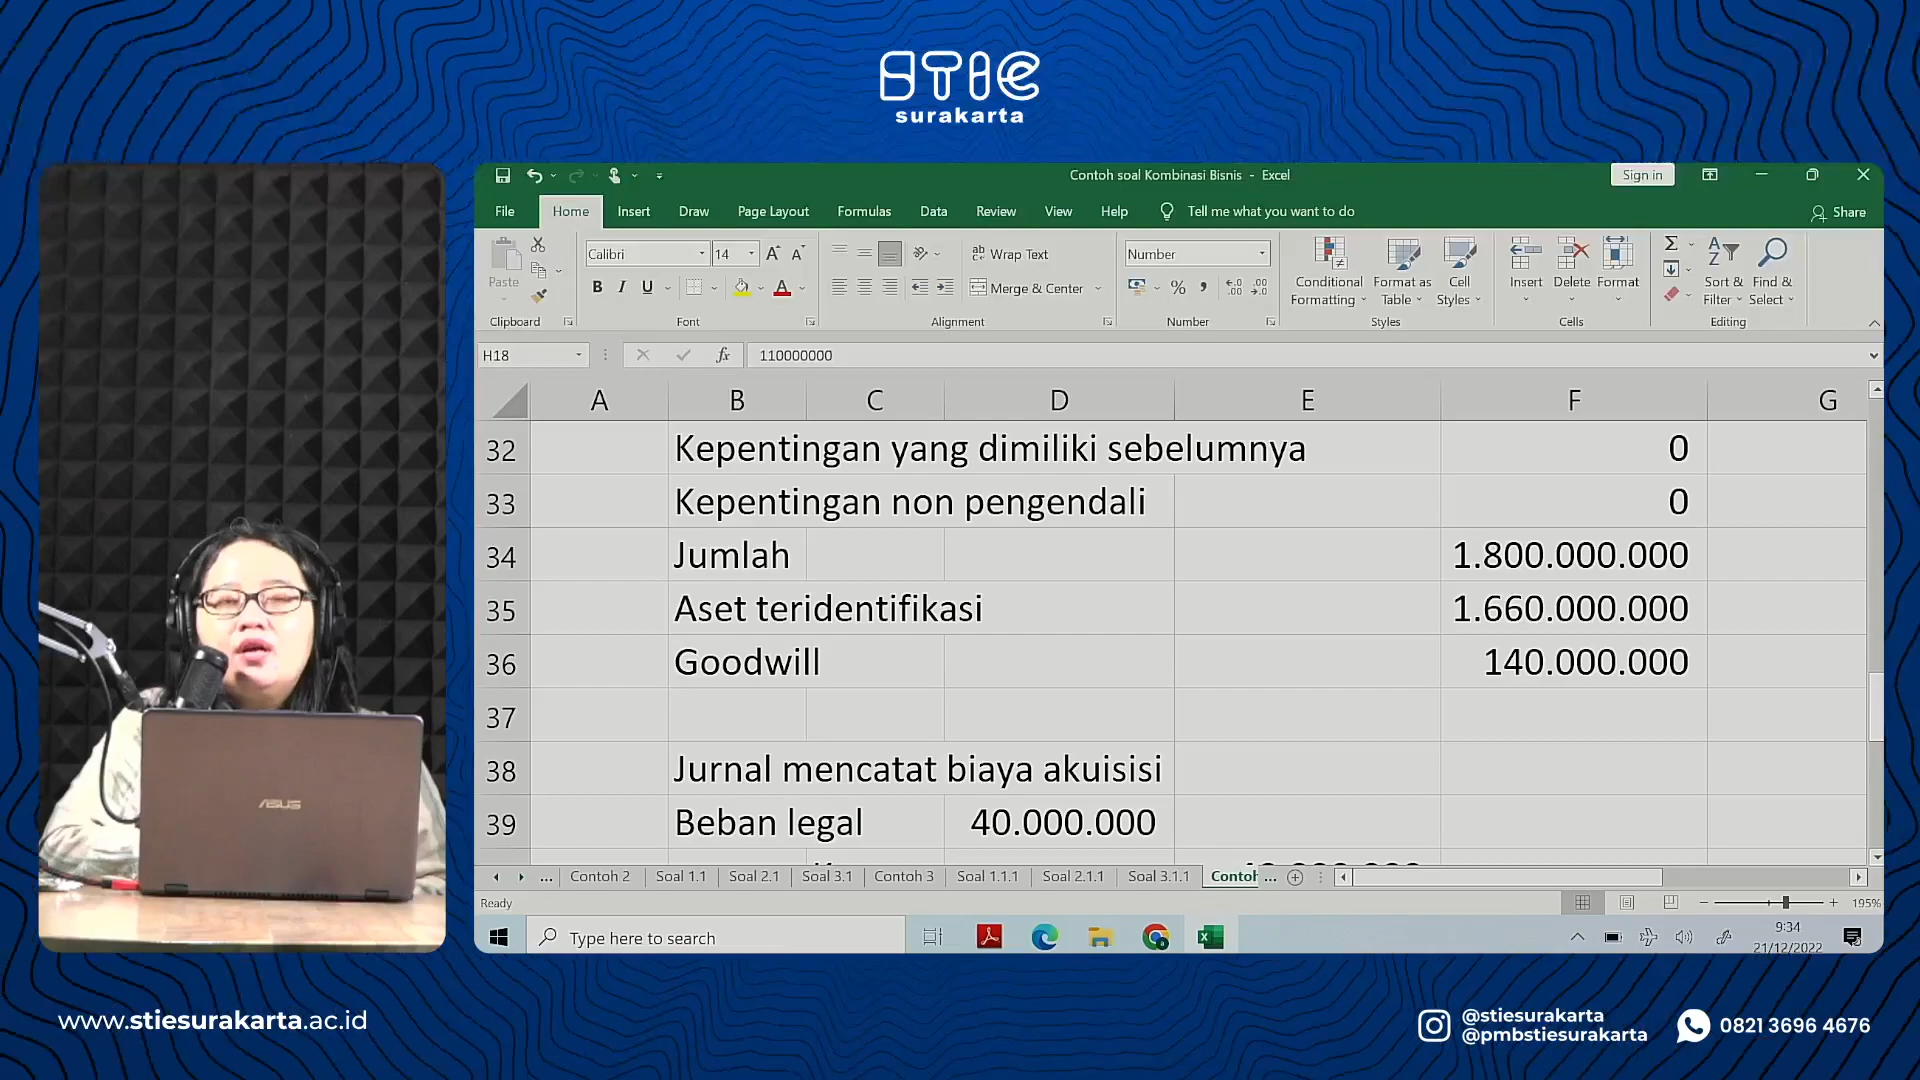 STIE
surakarta
Contoh soal Kombinasi Bisnis - Excel
Sign in
File Home Insert Draw Page Layout Formulas Data Review View Help Tell me what you want to do
Share
Paste
Calibri 14
B I U
Wrap Text
Merge & Center
Number
Conditional Formatting
Format as Table
Cell Styles
Insert Delete Format
Sort & Filter
Find & Select
Clipboard Font Alignment Number Styles Cells Editing
H18 fx 110000000
A B C D E F G
32 Kepentingan yang dimiliki sebelumnya 0
33 Kepentingan non pengendali 0
34 Jumlah 1.800.000.000
35 Aset teridentifikasi 1.660.000.000
36 Goodwill 140.000.000
37
38 Jurnal mencatat biaya akuisisi
39 Beban legal 40.000.000
... Contoh 2 Soal 1.1 Soal 2.1 Soal 3.1 Contoh 3 Soal 1.1.1 Soal 2.1.1 Soal 3.1.1 Contoh ...
Ready 195%
Type here to search
9:34
21/12/2022
ASUS
www.stiesurakarta.ac.id
@stiesurakarta
@pmbstiesurakarta
0821 3696 4676